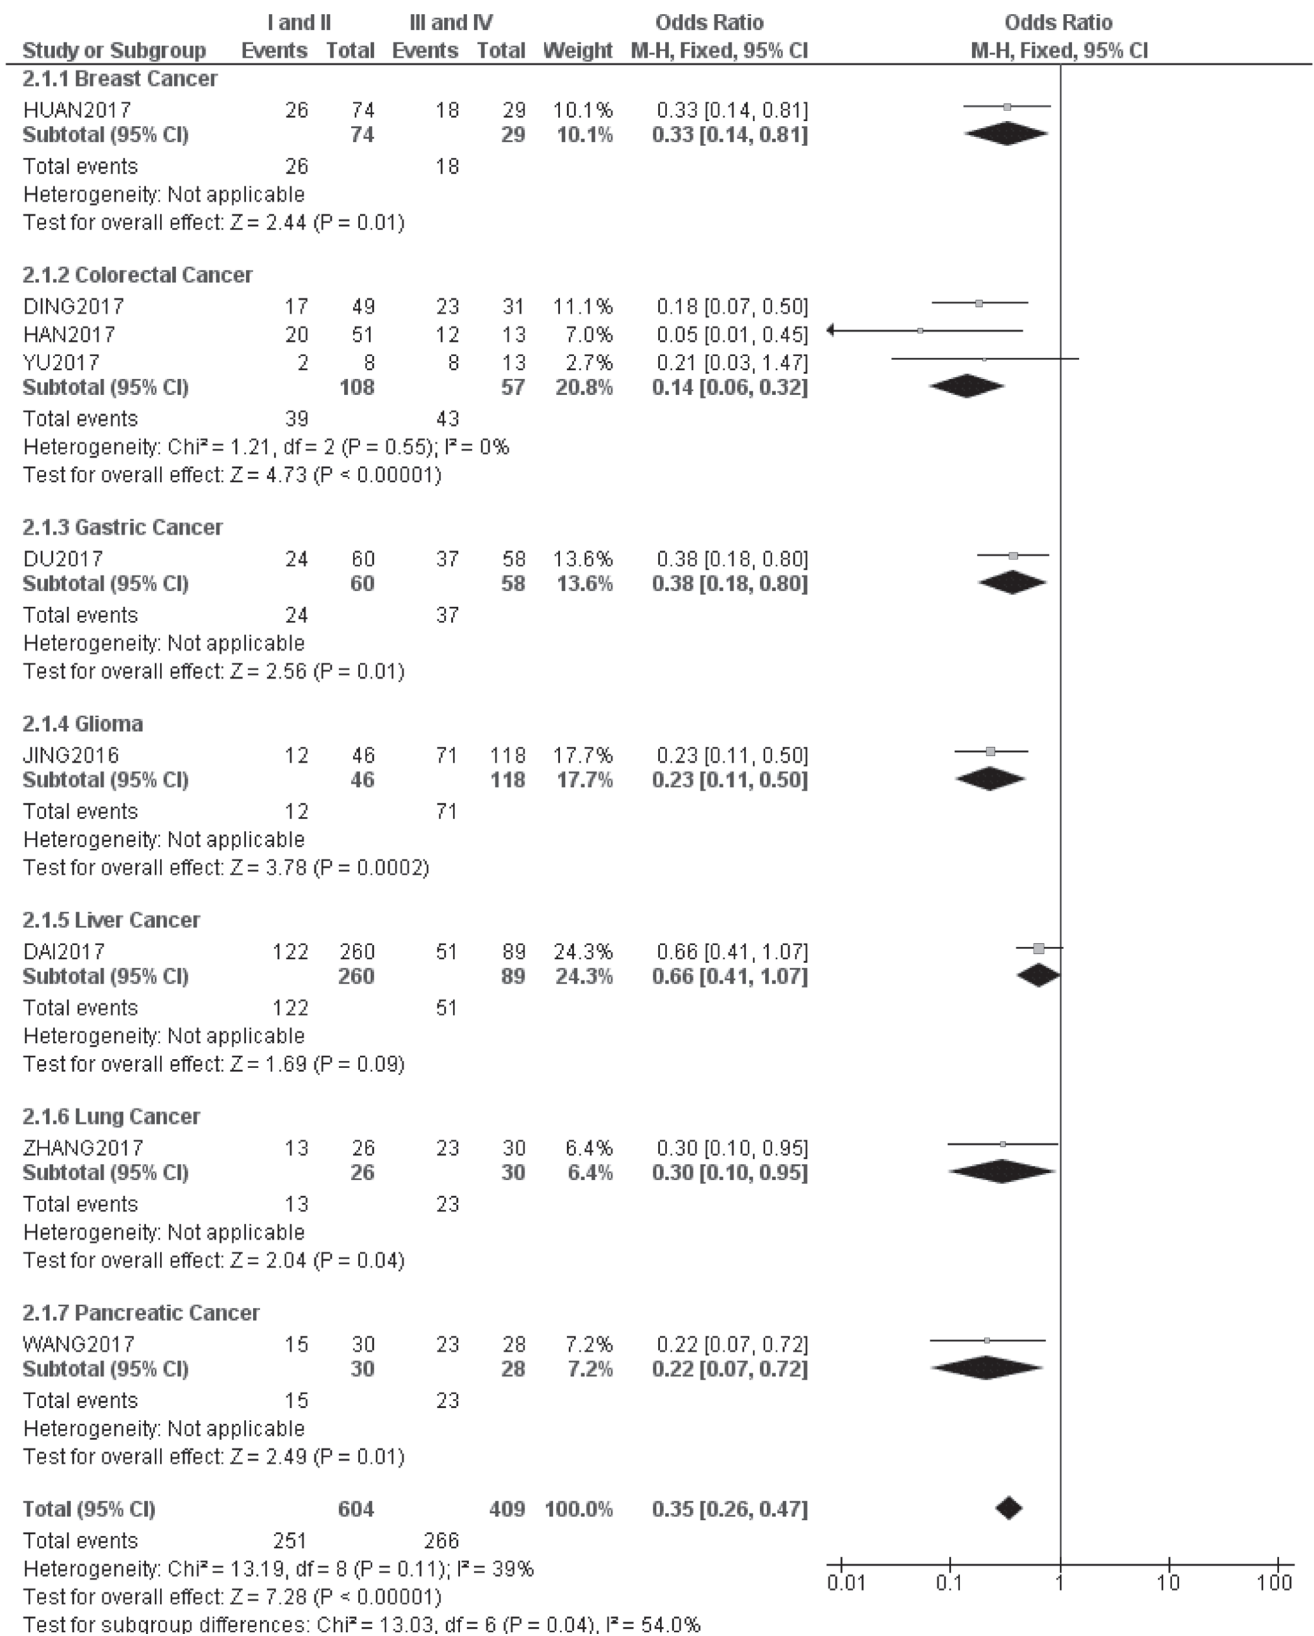 I and II III and IV Odds Ratio Odds Ratio
Study or Subgroup Events Total Events Total Weight M-H, Fixed, 95% CI M-H, Fixed, 95% CI
2.1.1 Breast Cancer
HUAN2017 26 74 18 29 10.1% 0.33 [0.14, 0.81]
Subtotal (95% CI) 74 29 10.1% 0.33 [0.14, 0.81]
Total events 26 18
Heterogeneity: Not applicable
Test for overall effect: Z = 2.44 (P = 0.01)
2.1.2 Colorectal Cancer
DING2017 17 49 23 31 11.1% 0.18 [0.07, 0.50]
HAN2017 20 51 12 13 7.0% 0.05 [0.01, 0.45]
YU2017 2 8 8 13 2.7% 0.21 [0.03, 1.47]
Subtotal (95% CI) 108 57 20.8% 0.14 [0.06, 0.32]
Total events 39 43
Heterogeneity: Chi² = 1.21, df = 2 (P = 0.55); I² = 0%
Test for overall effect: Z = 4.73 (P < 0.00001)
2.1.3 Gastric Cancer
DU2017 24 60 37 58 13.6% 0.38 [0.18, 0.80]
Subtotal (95% CI) 60 58 13.6% 0.38 [0.18, 0.80]
Total events 24 37
Heterogeneity: Not applicable
Test for overall effect: Z = 2.56 (P = 0.01)
2.1.4 Glioma
JING2016 12 46 71 118 17.7% 0.23 [0.11, 0.50]
Subtotal (95% CI) 46 118 17.7% 0.23 [0.11, 0.50]
Total events 12 71
Heterogeneity: Not applicable
Test for overall effect: Z = 3.78 (P = 0.0002)
2.1.5 Liver Cancer
DAI2017 122 260 51 89 24.3% 0.66 [0.41, 1.07]
Subtotal (95% CI) 260 89 24.3% 0.66 [0.41, 1.07]
Total events 122 51
Heterogeneity: Not applicable
Test for overall effect: Z = 1.69 (P = 0.09)
2.1.6 Lung Cancer
ZHANG2017 13 26 23 30 6.4% 0.30 [0.10, 0.95]
Subtotal (95% CI) 26 30 6.4% 0.30 [0.10, 0.95]
Total events 13 23
Heterogeneity: Not applicable
Test for overall effect: Z = 2.04 (P = 0.04)
2.1.7 Pancreatic Cancer
WANG2017 15 30 23 28 7.2% 0.22 [0.07, 0.72]
Subtotal (95% CI) 30 28 7.2% 0.22 [0.07, 0.72]
Total events 15 23
Heterogeneity: Not applicable
Test for overall effect: Z = 2.49 (P = 0.01)
Total (95% CI) 604 409 100.0% 0.35 [0.26, 0.47]
Total events 251 266
Heterogeneity: Chi² = 13.19, df = 8 (P = 0.11); I² = 39%
Test for overall effect: Z = 7.28 (P < 0.00001)
Test for subgroup differences: Chi² = 13.03, df = 6 (P = 0.04), I² = 54.0%
0.01 0.1 1 10 100